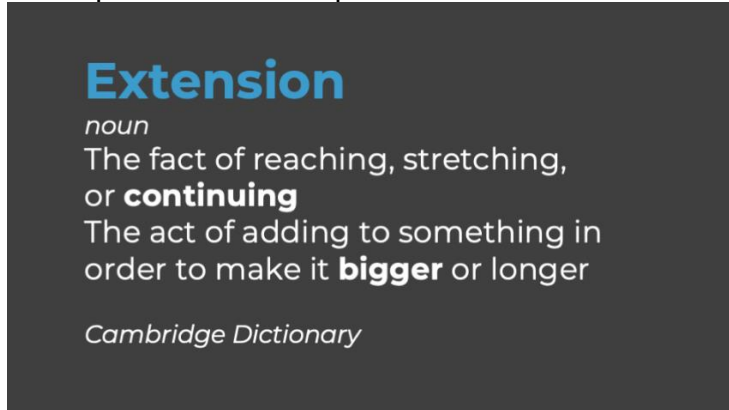 Extension
noun
The fact of reaching, stretching,
or continuing
The act of adding to something in
order to make it bigger or longer
Cambridge Dictionary